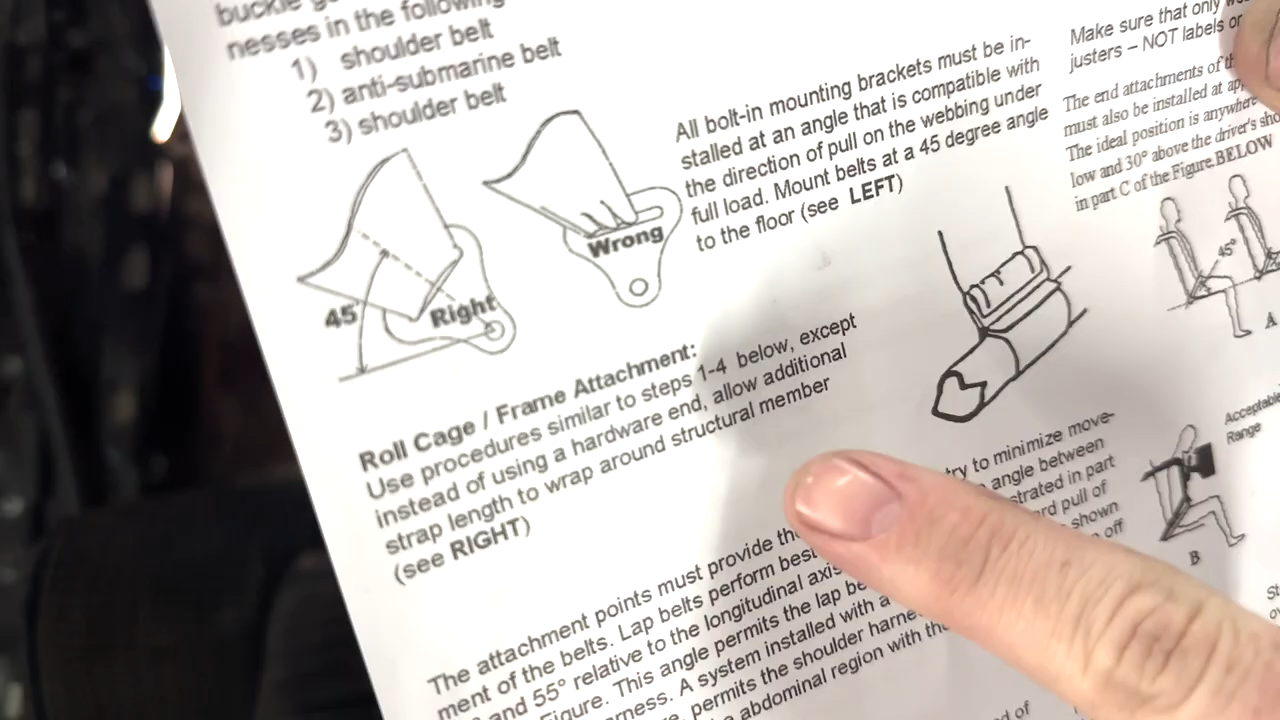 buckle
nesses in the following
1) shoulder belt
2) anti-submarine belt
3) shoulder belt
45
Right
Wrong
All bolt-in mounting brackets must be in-
stalled at an angle that is compatible with
the direction of pull on the webbing under
full load. Mount belts at a 45 degree angle
to the floor (see LEFT)
Roll Cage / Frame Attachment:
Use procedures similar to steps 1-4 below, except
instead of using a hardware end, allow additional
strap length to wrap around structural member
(see RIGHT)
The attachment points must provide
ment of the belts. Lap belts perform best
and 55° relative to the longitudinal axis
Figure. This angle permits the lap
A system installed with a
permits the shoulder
abdominal region with
try to minimize move-
angle between
in part
pull of
shown
off
of
Make sure that only
justers – NOT labels or
The end attachments of
must also be installed at
The ideal position is anywhere
low and 30° above the driver's
in part C of the Figure.BELOW
45°
A
Acceptable
Range
B